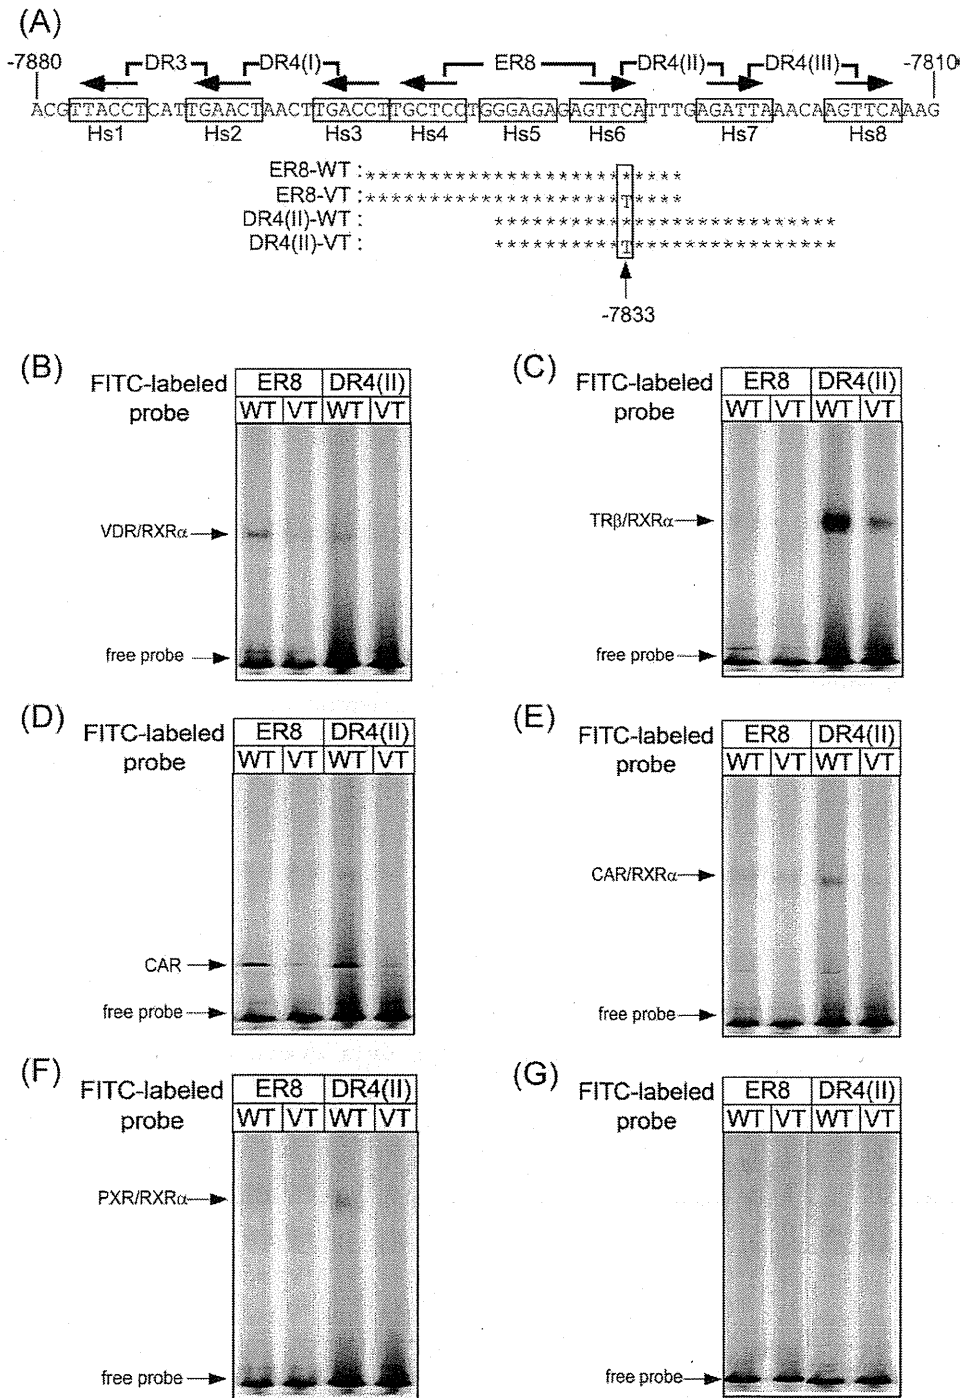 (A)
-7880 DR3 DR4(I) ER8 DR4(II) DR4(III) -7810
ACGTTACCTCATTGAACTAACTTGACCTTGCTCCTGGGAGAGAGTTCATTTGAGATTAAACAAGTTCAAAG
Hs1 Hs2 Hs3 Hs4 Hs5 Hs6 Hs7 Hs8
ER8-WT : *************************
ER8-VT : ********************T****
DR4(II)-WT : ***************************
DR4(II)-VT : **********T****************
-7833
(B)
FITC-labeled probe
ER8 DR4(II)
WT VT WT VT
VDR/RXRα
free probe
(C)
FITC-labeled probe
ER8 DR4(II)
WT VT WT VT
TRβ/RXRα
free probe
(D)
FITC-labeled probe
ER8 DR4(II)
WT VT WT VT
CAR
free probe
(E)
FITC-labeled probe
ER8 DR4(II)
WT VT WT VT
CAR/RXRα
free probe
(F)
FITC-labeled probe
ER8 DR4(II)
WT VT WT VT
PXR/RXRα
free probe
(G)
FITC-labeled probe
ER8 DR4(II)
WT VT WT VT
free probe